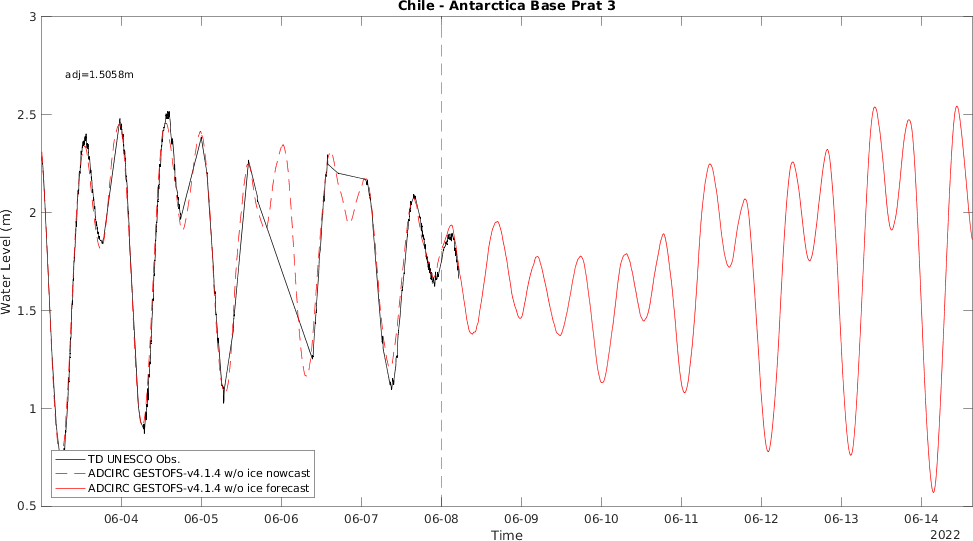 Chile - Antarctica Base Prat 3
3
adj=1.5058m
2.5
2
Water Level (m)
1.5
1
TD UNESCO Obs.
ADCIRC GESTOFS-v4.1.4 w/o ice nowcast
ADCIRC GESTOFS-v4.1.4 w/o ice forecast
0.5
06-04 06-05 06-06 06-07 06-08 06-09 06-10 06-11 06-12 06-13 06-14
Time 2022